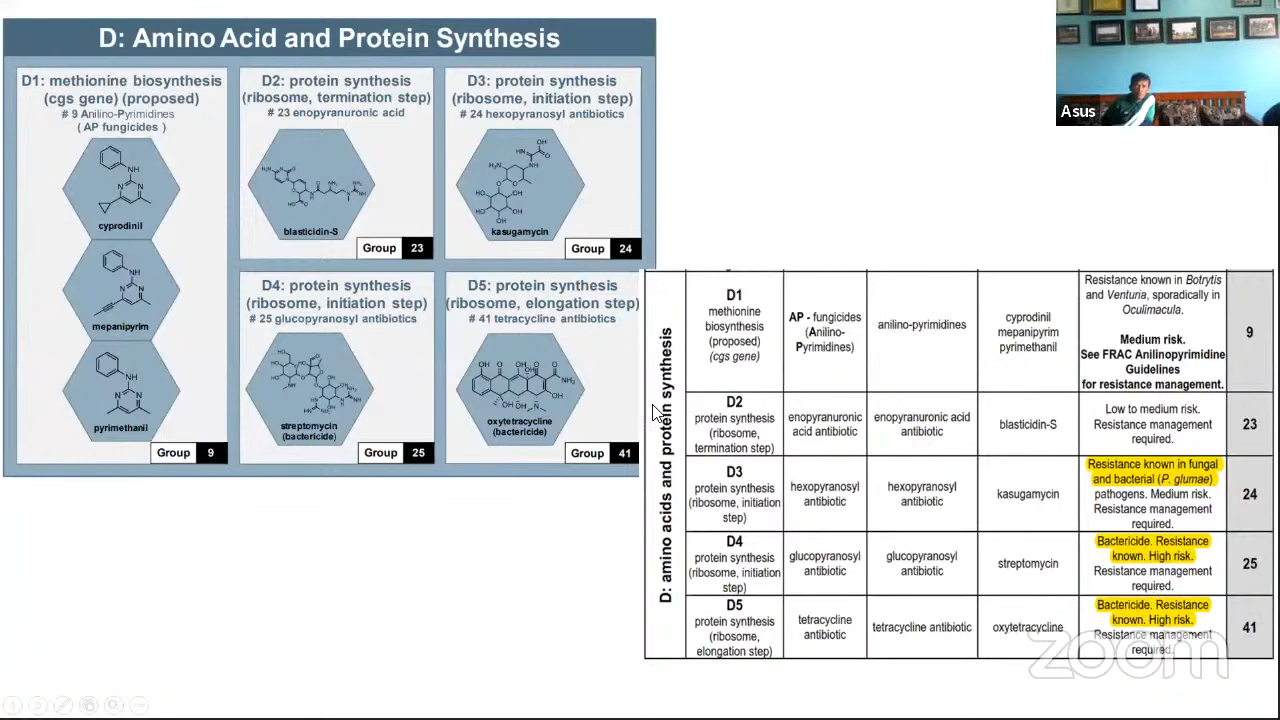 D: Amino Acid and Protein Synthesis
D1: methionine biosynthesis
(cgs gene) (proposed)
# 9 Anilino-Pyrimidines
( AP fungicides )
cyprodinil
mepanipyrim
pyrimethanil
Group 9
D2: protein synthesis
(ribosome, termination step)
# 23 enopyranuronic acid
blasticidin-S
Group 23
D3: protein synthesis
(ribosome, initiation step)
# 24 hexopyranosyl antibiotics
kasugamycin
Group 24
D4: protein synthesis
(ribosome, initiation step)
# 25 glucopyranosyl antibiotics
streptomycin
(bactericide)
Group 25
D5: protein synthesis
(ribosome, elongation step)
# 41 tetracycline antibiotics
oxytetracycline
(bactericide)
Group 41
Asus
D: amino acids and protein synthesis
D1
methionine
biosynthesis
(proposed)
(cgs gene)
AP - fungicides
(Anilino-
Pyrimidines)
anilino-pyrimidines
cyprodinil
mepanipyrim
pyrimethanil
Resistance known in Botrytis
and Venturia, sporadically in
Oculimacula.
Medium risk.
See FRAC Anilinopyrimidine
Guidelines
for resistance management.
9
D2
protein synthesis
(ribosome,
termination step)
enopyranuronic
acid antibiotic
enopyranuronic acid
antibiotic
blasticidin-S
Low to medium risk.
Resistance management
required.
23
D3
protein synthesis
(ribosome, initiation
step)
hexopyranosyl
antibiotic
hexopyranosyl
antibiotic
kasugamycin
Resistance known in fungal
and bacterial (P. glumae)
pathogens. Medium risk.
Resistance management
required.
24
D4
protein synthesis
(ribosome, initiation
step)
glucopyranosyl
antibiotic
glucopyranosyl
antibiotic
streptomycin
Bactericide. Resistance
known. High risk.
Resistance management
required.
25
D5
protein synthesis
(ribosome,
elongation step)
tetracycline
antibiotic
tetracycline antibiotic
oxytetracycline
Bactericide. Resistance
known. High risk.
Resistance management
required.
41
zoom